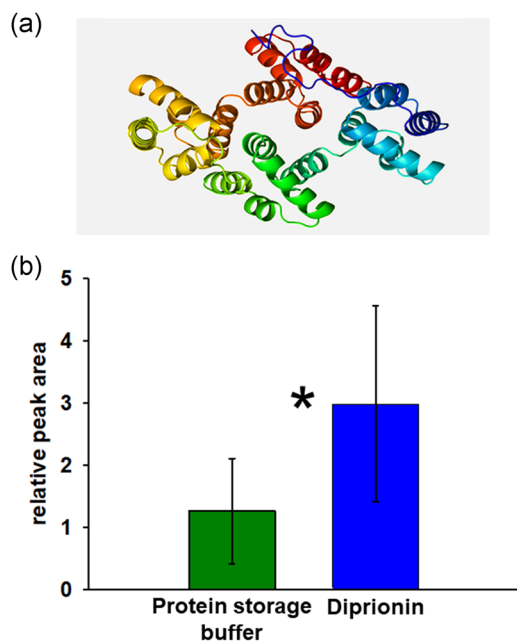 (a)
(b)
relative peak area
5
4
3
2
1
0
*
Protein storage
buffer
Diprionin